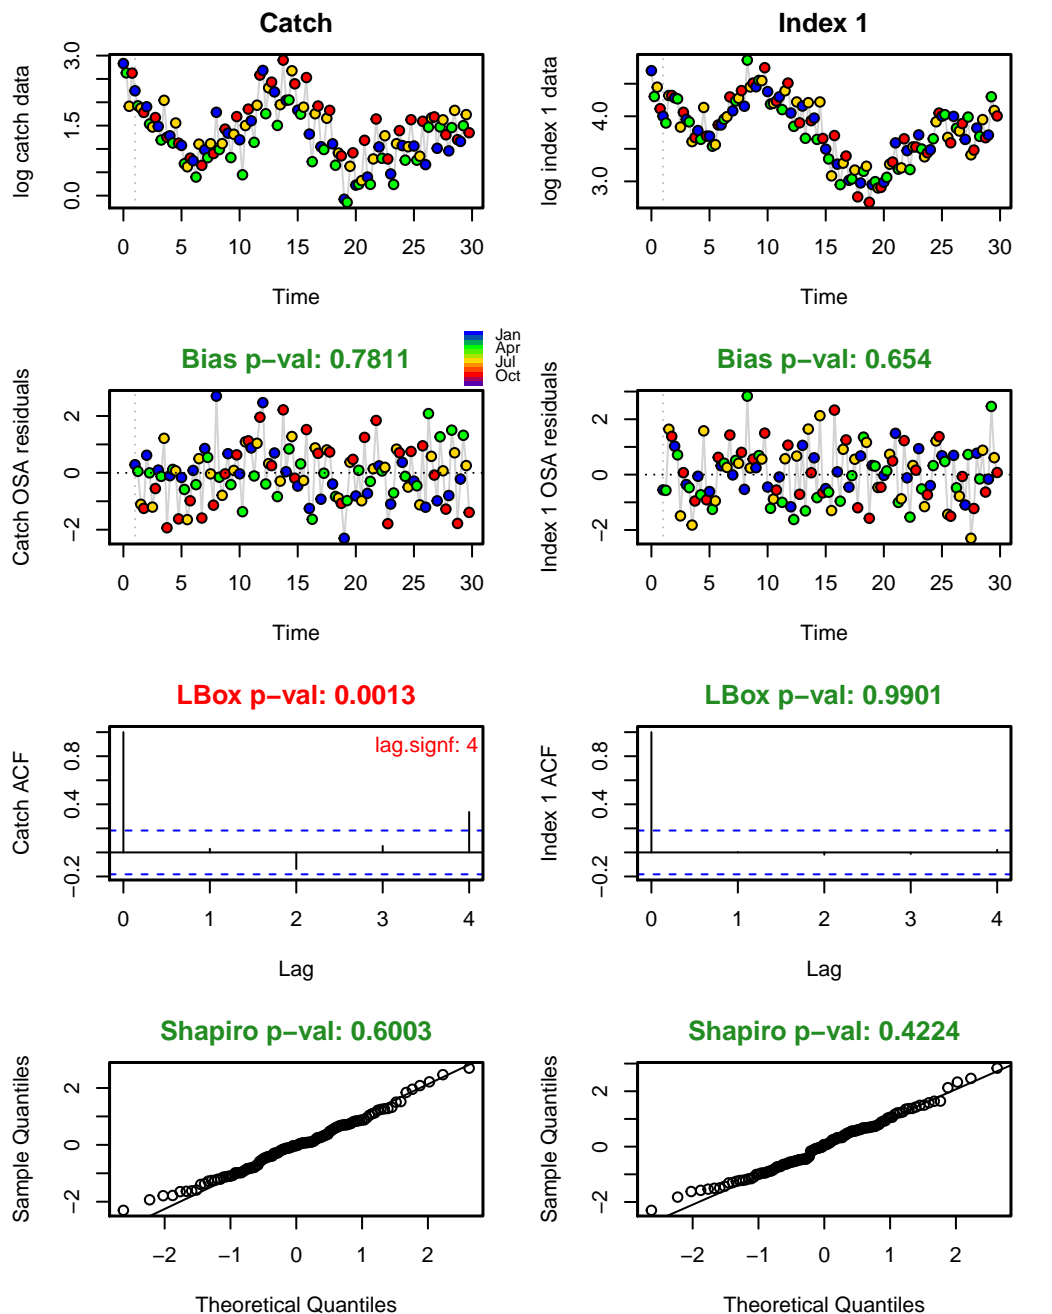 Catch
Index 1
log catch data
0.0 1.5 3.0
0 5 10 15 20 25 30
Time
log index 1 data
3.0 4.0
0 5 10 15 20 25 30
Time
Jan
Apr
Jul
Oct
Bias p−val: 0.7811
Catch OSA residuals
−2 0 2
0 5 10 15 20 25 30
Time
Bias p−val: 0.654
Index 1 OSA residuals
−2 0 2
0 5 10 15 20 25 30
Time
LBox p−val: 0.0013
lag.signf: 4
Catch ACF
−0.2 0.4 0.8
0 1 2 3 4
Lag
LBox p−val: 0.9901
Index 1 ACF
−0.2 0.4 0.8
0 1 2 3 4
Lag
Shapiro p−val: 0.6003
Sample Quantiles
−2 0 2
−2 −1 0 1 2
Theoretical Quantiles
Shapiro p−val: 0.4224
Sample Quantiles
−2 0 2
−2 −1 0 1 2
Theoretical Quantiles